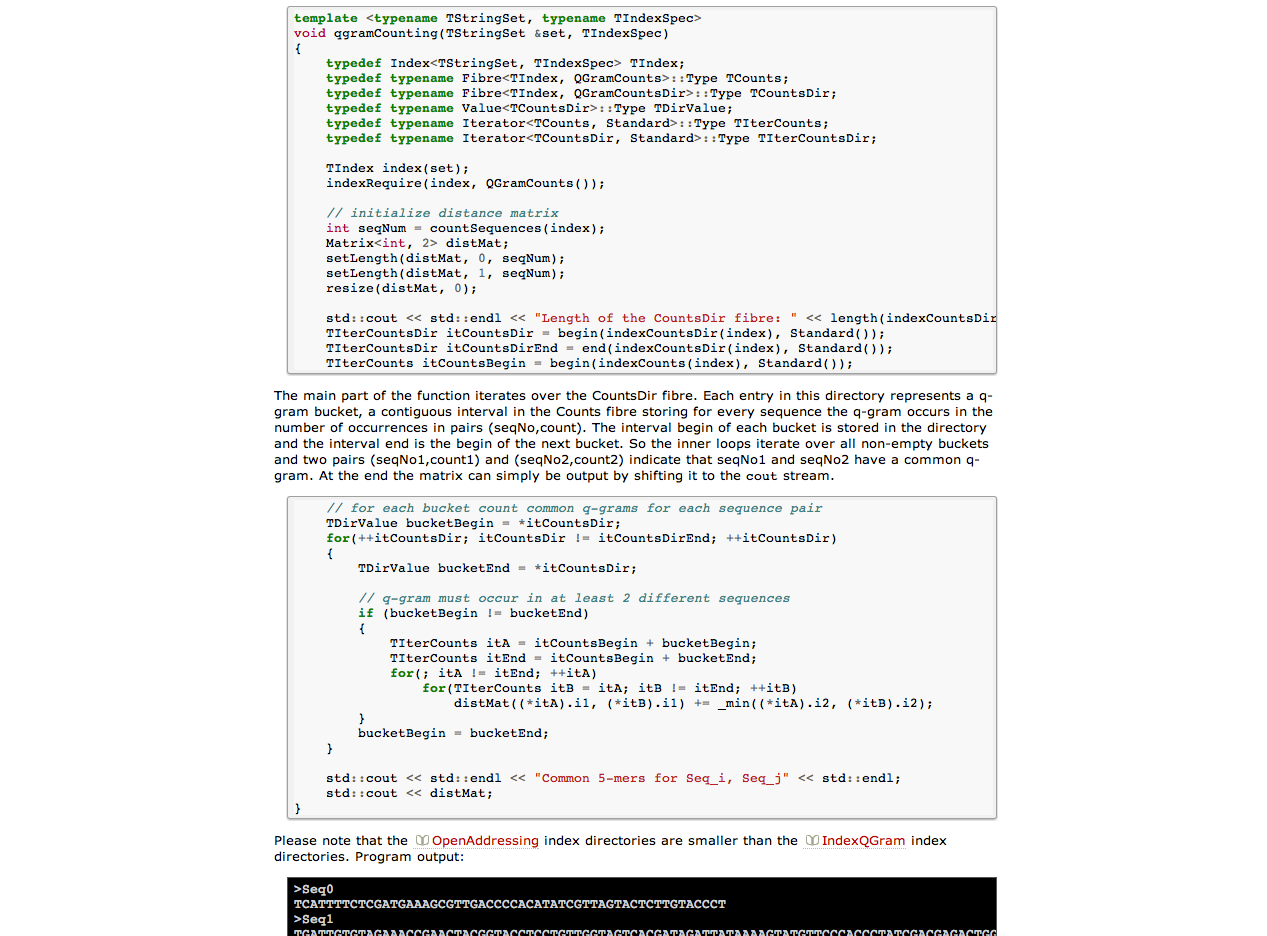 template <typename TStringSet, typename TIndexSpec>
void qgramCounting(TStringSet &set, TIndexSpec)
{
    typedef Index<TStringSet, TIndexSpec> TIndex;
    typedef typename Fibre<TIndex, QGramCounts>::Type TCounts;
    typedef typename Fibre<TIndex, QGramCountsDir>::Type TCountsDir;
    typedef typename Value<TCountsDir>::Type TDirValue;
    typedef typename Iterator<TCounts, Standard>::Type TIterCounts;
    typedef typename Iterator<TCountsDir, Standard>::Type TIterCountsDir;

    TIndex index(set);
    indexRequire(index, QGramCounts());

    // initialize distance matrix
    int seqNum = countSequences(index);
    Matrix<int, 2> distMat;
    setLength(distMat, 0, seqNum);
    setLength(distMat, 1, seqNum);
    resize(distMat, 0);

    std::cout << std::endl << "Length of the CountsDir fibre: " << length(indexCountsDir
    TIterCountsDir itCountsDir = begin(indexCountsDir(index), Standard());
    TIterCountsDir itCountsDirEnd = end(indexCountsDir(index), Standard());
    TIterCounts itCountsBegin = begin(indexCounts(index), Standard());
The main part of the function iterates over the CountsDir fibre. Each entry in this directory represents a q-
gram bucket, a contiguous interval in the Counts fibre storing for every sequence the q-gram occurs in the
number of occurrences in pairs (seqNo,count). The interval begin of each bucket is stored in the directory
and the interval end is the begin of the next bucket. So the inner loops iterate over all non-empty buckets
and two pairs (seqNo1,count1) and (seqNo2,count2) indicate that seqNo1 and seqNo2 have a common q-
gram. At the end the matrix can simply be output by shifting it to the cout stream.
    // for each bucket count common q-grams for each sequence pair
    TDirValue bucketBegin = *itCountsDir;
    for(++itCountsDir; itCountsDir != itCountsDirEnd; ++itCountsDir)
    {
        TDirValue bucketEnd = *itCountsDir;

        // q-gram must occur in at least 2 different sequences
        if (bucketBegin != bucketEnd)
        {
            TIterCounts itA = itCountsBegin + bucketBegin;
            TIterCounts itEnd = itCountsBegin + bucketEnd;
            for(; itA != itEnd; ++itA)
                for(TIterCounts itB = itA; itB != itEnd; ++itB)
                    distMat((*itA).i1, (*itB).i1) += _min((*itA).i2, (*itB).i2);
        }
        bucketBegin = bucketEnd;
    }

    std::cout << std::endl << "Common 5-mers for Seq_i, Seq_j" << std::endl;
    std::cout << distMat;
}
Please note that the OpenAddressing index directories are smaller than the IndexQGram index
directories. Program output:
>Seq0
TCATTTTCTCGATGAAAGCGTTGACCCCACATATCGTTAGTACTCTTGTACCCT
>Seq1
TGATTGTGTAGAAACCGAACTACGGTACCTCCTGTTGGTAGTCACGATAGATTATAAAAGTATGTTCCCACCCTATCGACGAGACTGG